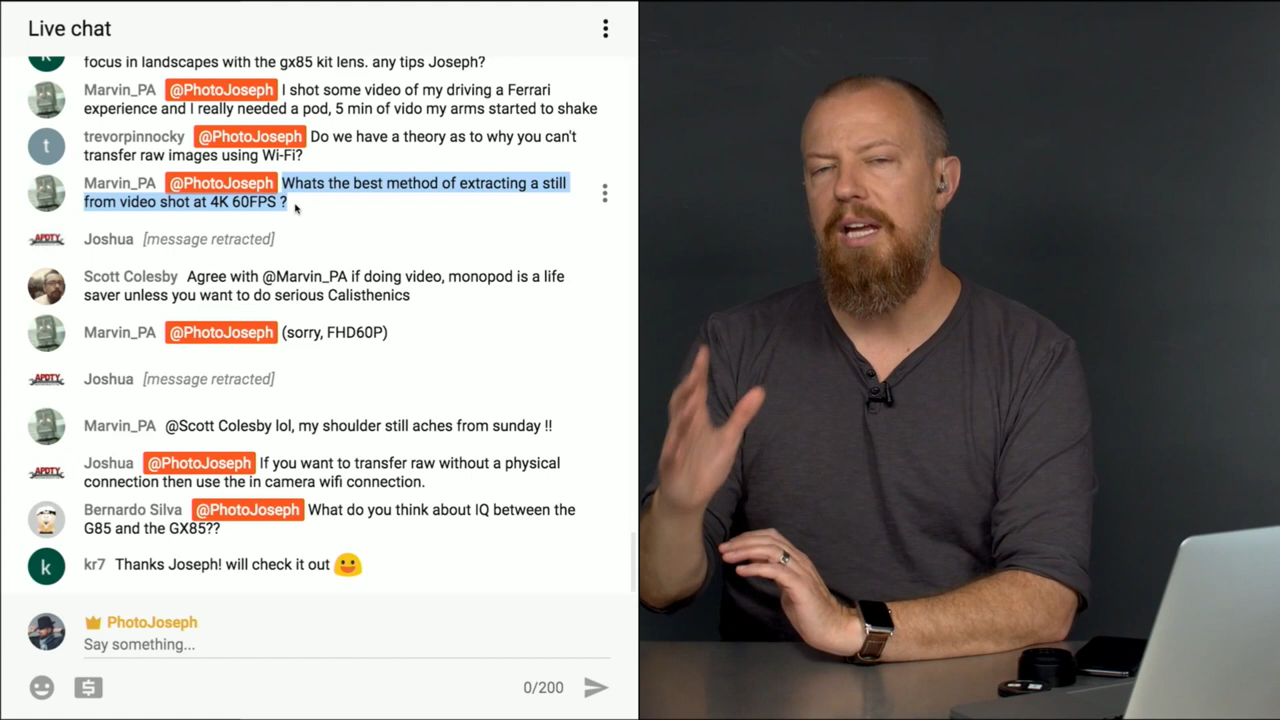 Live chat
focus in landscapes with the gx85 kit lens. any tips Joseph?
Marvin_PA @PhotoJoseph I shot some video of my driving a Ferrari
experience and I really needed a pod, 5 min of vido my arms started to shake
t
trevorpinnocky @PhotoJoseph Do we have a theory as to why you can't
transfer raw images using Wi-Fi?
Marvin_PA @PhotoJoseph Whats the best method of extracting a still
from video shot at 4K 60FPS ?
APDTY
Joshua [message retracted]
Scott Colesby Agree with @Marvin_PA if doing video, monopod is a life
saver unless you want to do serious Calisthenics
Marvin_PA @PhotoJoseph (sorry, FHD60P)
APDTY
Joshua [message retracted]
Marvin_PA @Scott Colesby lol, my shoulder still aches from sunday !!
APDTY
Joshua @PhotoJoseph If you want to transfer raw without a physical
connection then use the in camera wifi connection.
Bernardo Silva @PhotoJoseph What do you think about IQ between the
G85 and the GX85??
k
kr7 Thanks Joseph! will check it out
PhotoJoseph
Say something...
$
0/200